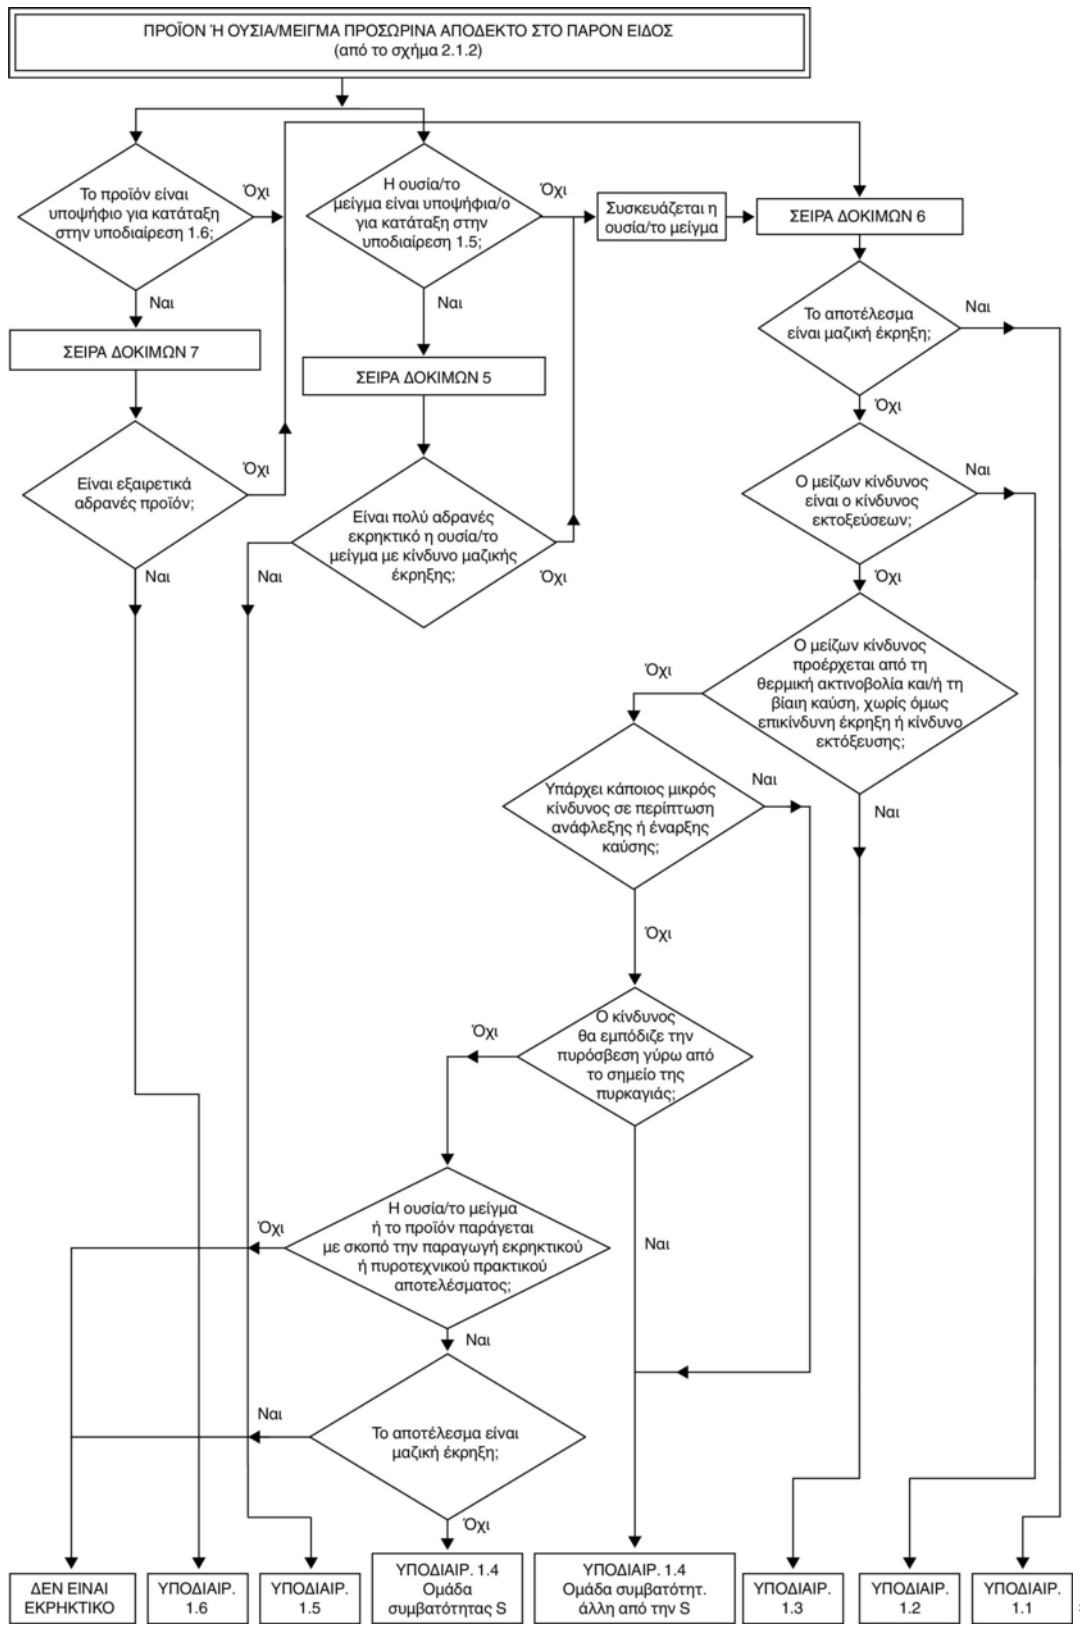 ΠΡΟΪΟΝ Ή ΟΥΣΙΑ/ΜΕΙΓΜΑ ΠΡΟΣΩΡΙΝΑ ΑΠΟΔΕΚΤΟ ΣΤΟ ΠΑΡΟΝ ΕΙΔΟΣ
(από το σχήμα 2.1.2)
Το προϊόν είναι
υποψήφιο για κατάταξη
στην υποδιαίρεση 1.6;
Όχι
Ναι
Η ουσία/το
μείγμα είναι υποψήφια/ο
για κατάταξη στην
υποδιαίρεση 1.5;
Όχι
Ναι
Συσκευάζεται η
ουσία/το μείγμα
ΣΕΙΡΑ ΔΟΚΙΜΩΝ 6
ΣΕΙΡΑ ΔΟΚΙΜΩΝ 7
ΣΕΙΡΑ ΔΟΚΙΜΩΝ 5
Το αποτέλεσμα
είναι μαζική έκρηξη;
Ναι
Όχι
Είναι εξαιρετικά
αδρανές προϊόν;
Όχι
Ναι
Είναι πολύ αδρανές
εκρηκτικό η ουσία/το
μείγμα με κίνδυνο μαζικής
έκρηξης;
Ναι
Όχι
Ο μείζων κίνδυνος
είναι ο κίνδυνος
εκτοξεύσεων;
Ναι
Όχι
Ο μείζων κίνδυνος
προέρχεται από τη
θερμική ακτινοβολία και/ή τη
βίαιη καύση, χωρίς όμως
επικίνδυνη έκρηξη ή κίνδυνο
εκτόξευσης;
Όχι
Ναι
Υπάρχει κάποιος μικρός
κίνδυνος σε περίπτωση
ανάφλεξης ή έναρξης
καύσης;
Ναι
Όχι
Ο κίνδυνος
θα εμπόδιζε την
πυρόσβεση γύρω από
το σημείο της
πυρκαγιάς;
Όχι
Ναι
Η ουσία/το μείγμα
ή το προϊόν παράγεται
με σκοπό την παραγωγή εκρηκτικού
ή πυροτεχνικού πρακτικού
αποτελέσματος;
Όχι
Ναι
Το αποτέλεσμα είναι
μαζική έκρηξη;
Ναι
Όχι
ΔΕΝ ΕΙΝΑΙ
ΕΚΡΗΚΤΙΚΟ
ΥΠΟΔΙΑΙΡ.
1.6
ΥΠΟΔΙΑΙΡ.
1.5
ΥΠΟΔΙΑΙΡ. 1.4
Ομάδα
συμβατότητας S
ΥΠΟΔΙΑΙΡ. 1.4
Ομάδα συμβατότητ.
άλλη από την S
ΥΠΟΔΙΑΙΡ.
1.3
ΥΠΟΔΙΑΙΡ.
1.2
ΥΠΟΔΙΑΙΡ.
1.1